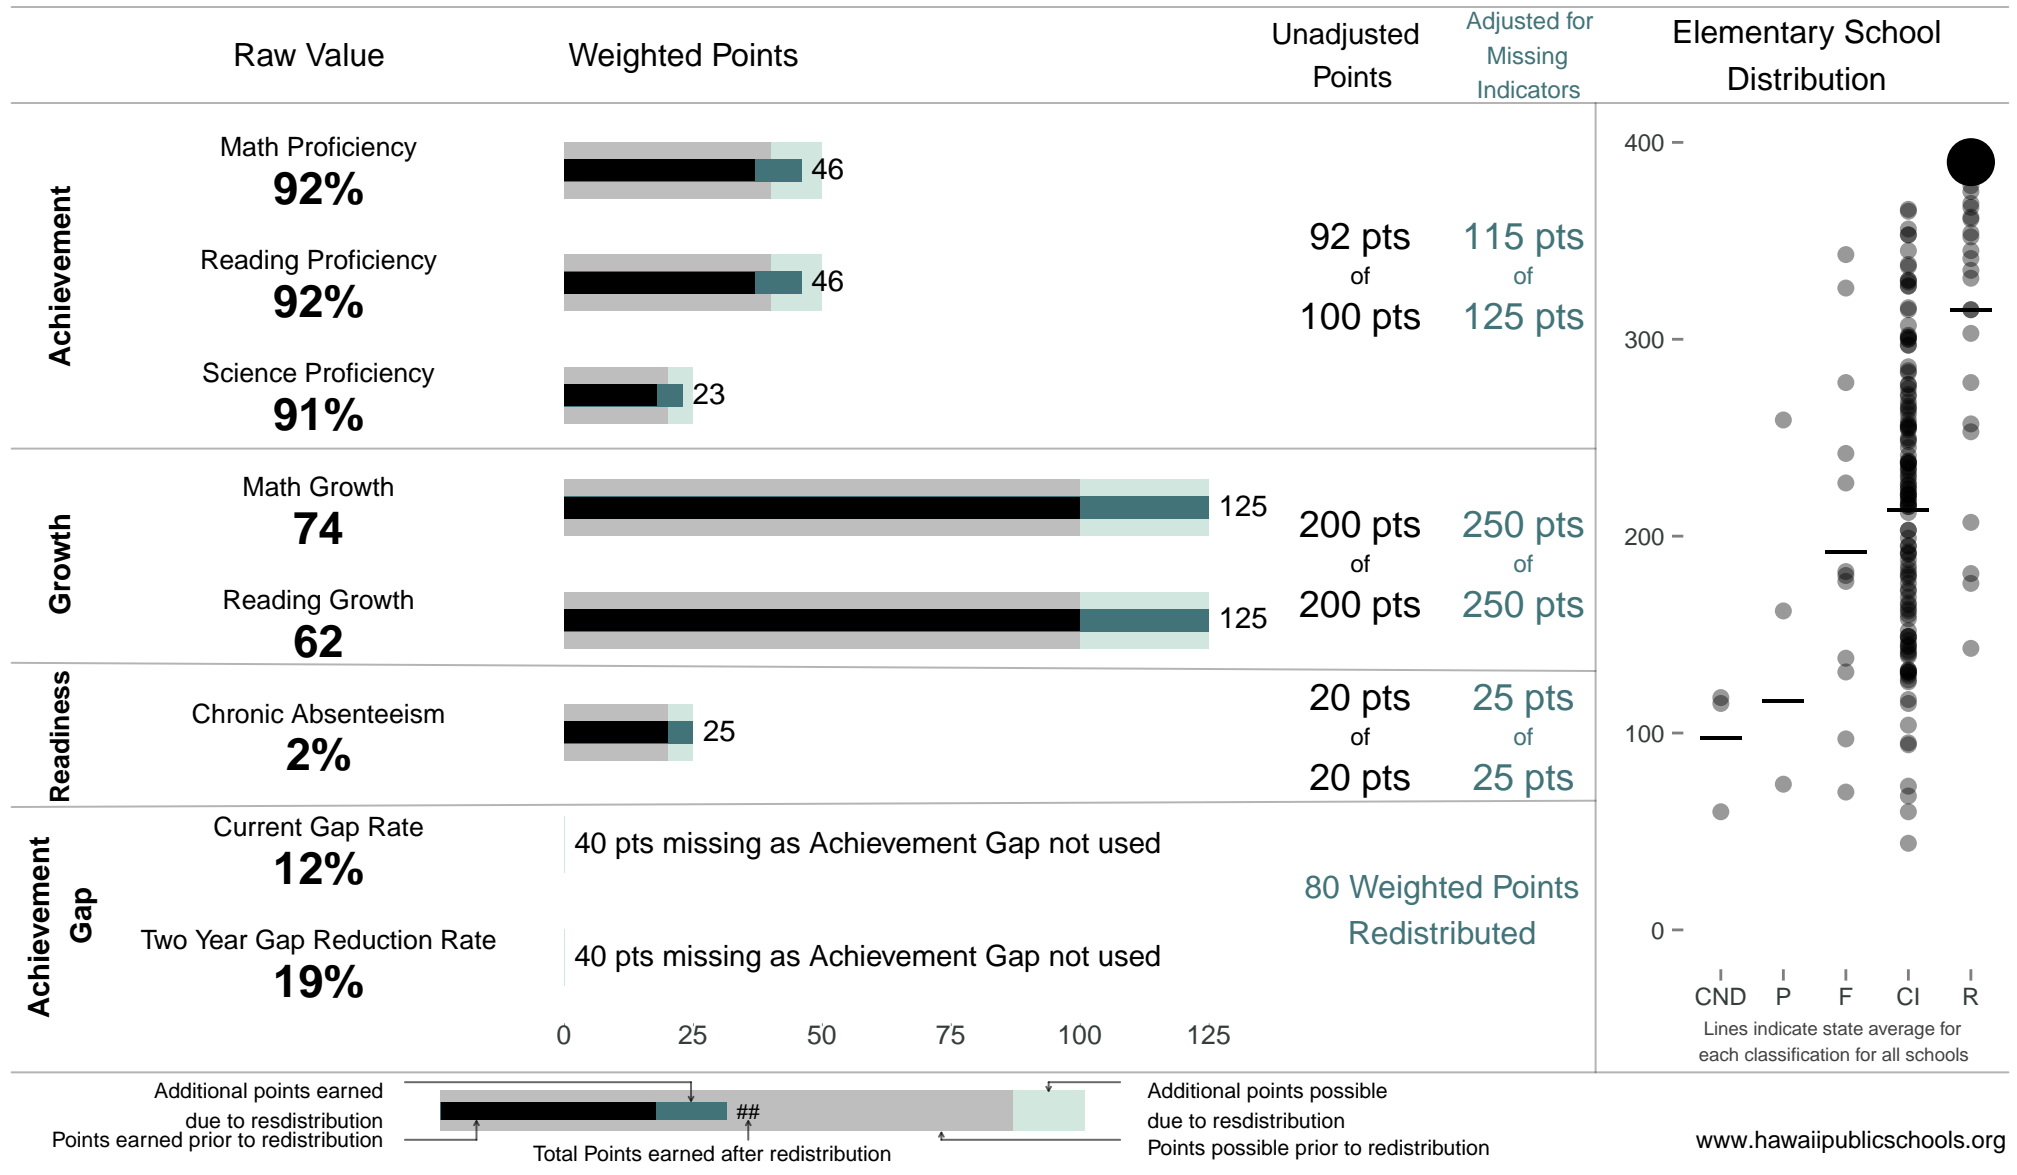 Raw Value
Weighted Points
Unadjusted
Points
Adjusted for
Missing
Indicators
Elementary School
Distribution
Achievement
Math Proficiency
92%
46
Reading Proficiency
92%
46
Science Proficiency
91%
23
92 pts
of
100 pts
115 pts
of
125 pts
Growth
Math Growth
74
125
Reading Growth
62
125
200 pts
of
200 pts
250 pts
of
250 pts
Readiness
Chronic Absenteeism
2%
25
20 pts
of
20 pts
25 pts
of
25 pts
Achievement
Gap
Current Gap Rate
12%
40 pts missing as Achievement Gap not used
Two Year Gap Reduction Rate
19%
40 pts missing as Achievement Gap not used
80 Weighted Points
Redistributed
0 25 50 75 100 125
400
300
200
100
0
CND P F CI R
Lines indicate state average for
each classification for all schools
Additional points earned
due to resdistribution
Points earned prior to redistribution
##
Total Points earned after redistribution
Additional points possible
due to resdistribution
Points possible prior to redistribution
www.hawaiipublicschools.org